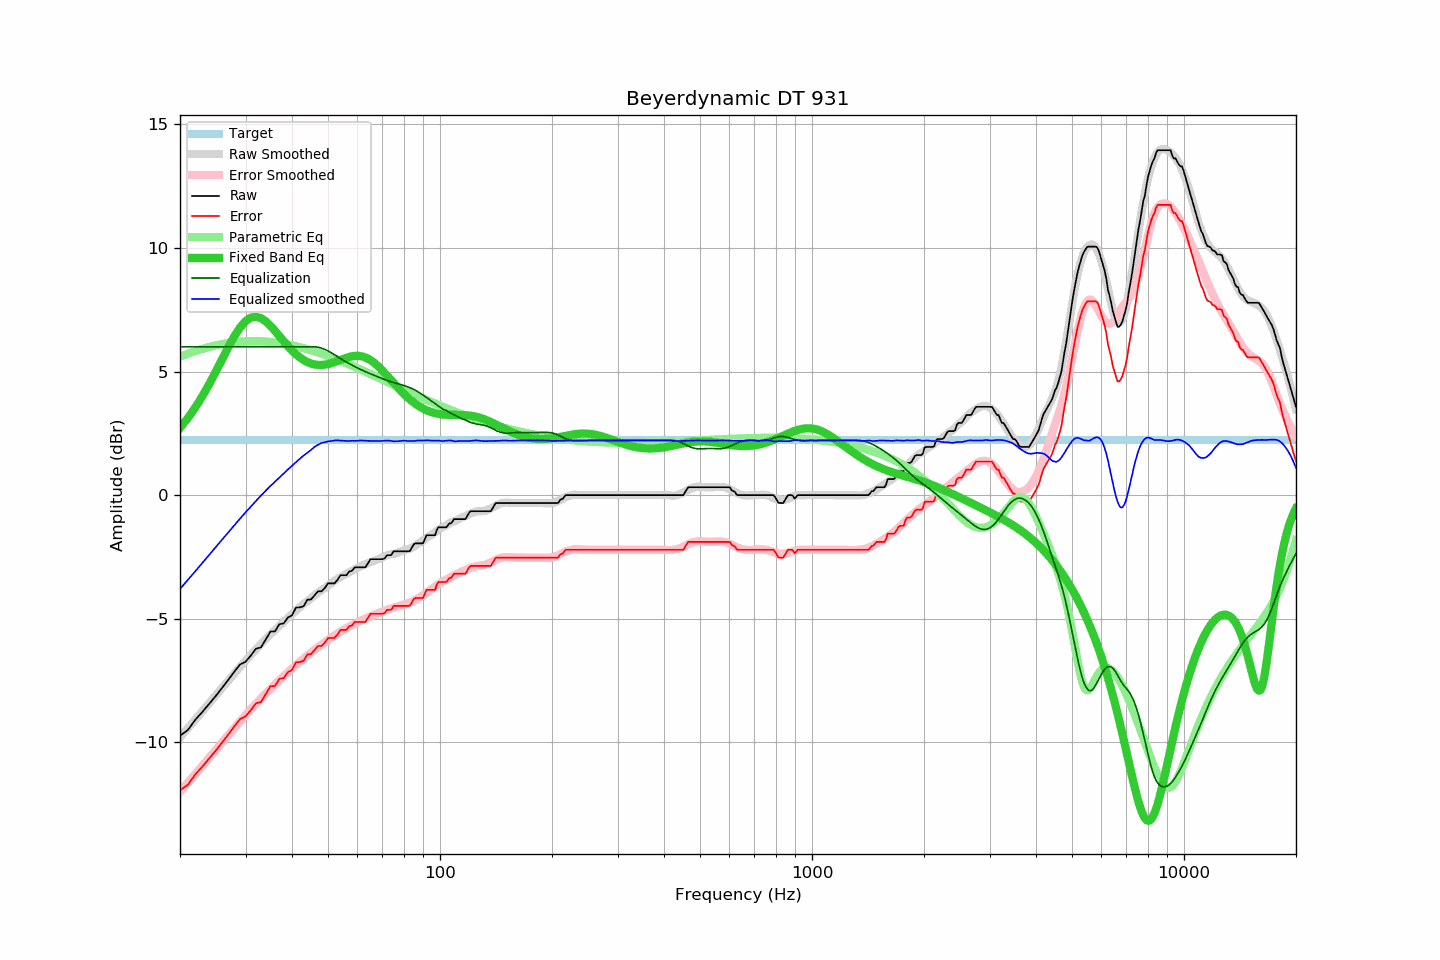 Beyerdynamic DT 931
Target
Raw Smoothed
Error Smoothed
Raw
Error
Parametric Eq
Fixed Band Eq
Equalization
Equalized smoothed
15
10
5
0
−5
−10
Amplitude (dBr)
100
1000
10000
Frequency (Hz)